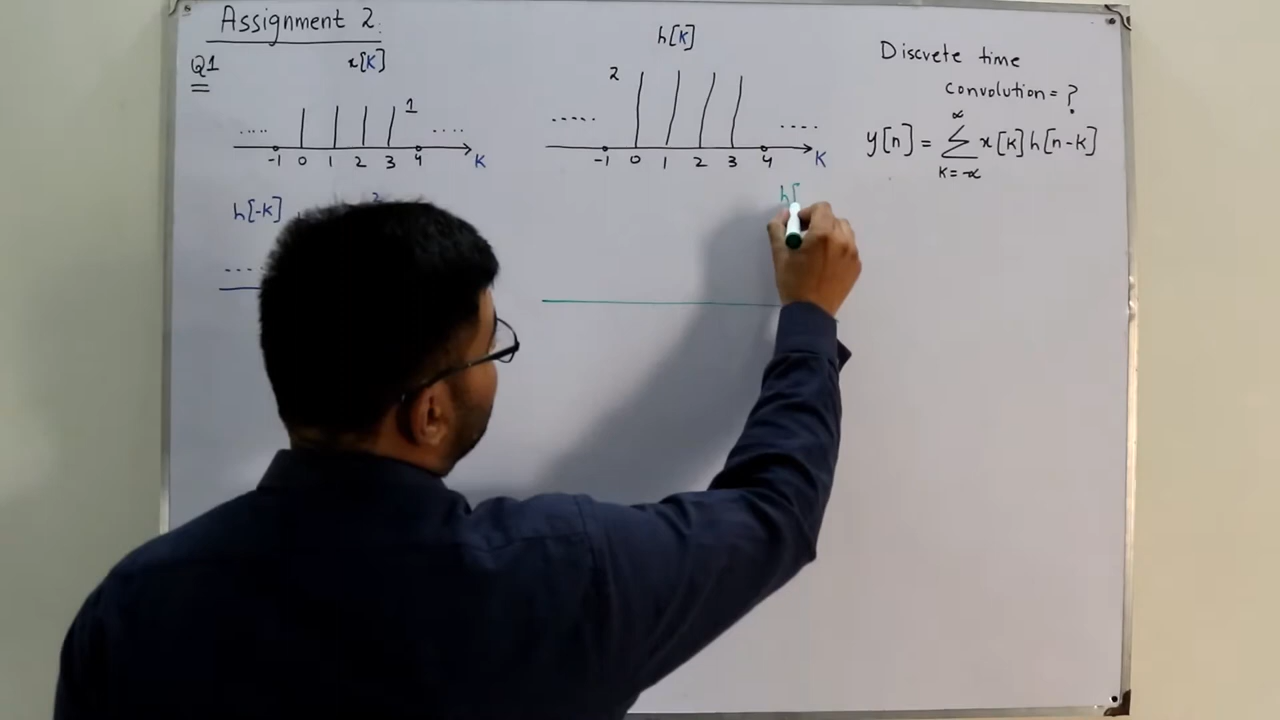 Assignment 2.
Q1
x[K]
1
.....
....
-1 0 1 2 3 4 K
h[K]
2
.....
....
-1 0 1 2 3 4 K
Discrete time
convolution = ?
y[n] = ∑ x[k] h[n-k]
∞
k = -∞
h[-K]
2
....
h[